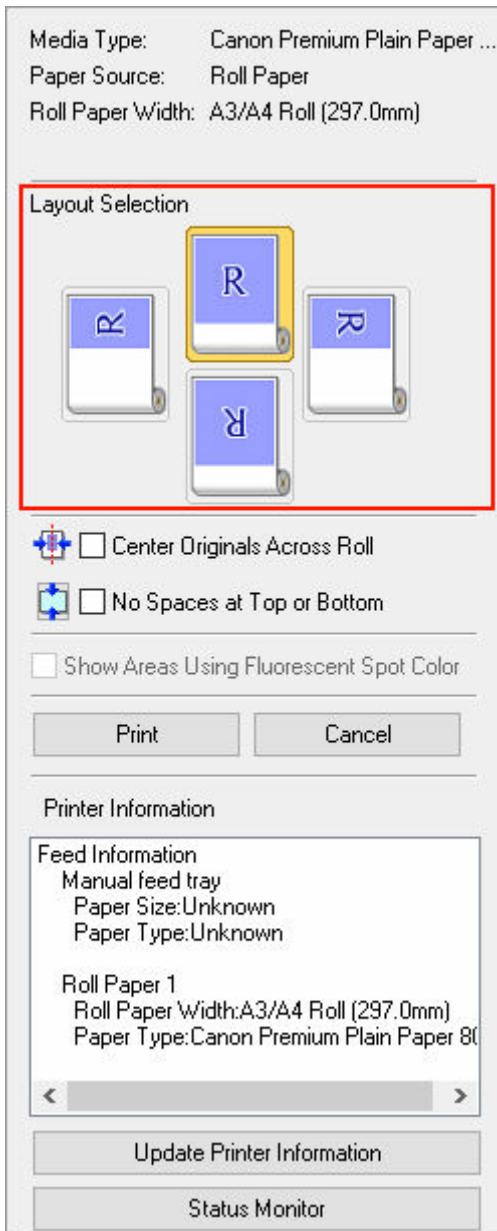 Media Type: Canon Premium Plain Paper ...
Paper Source: Roll Paper
Roll Paper Width: A3/A4 Roll (297.0mm)
Layout Selection
R
R R
R
Center Originals Across Roll
No Spaces at Top or Bottom
Show Areas Using Fluorescent Spot Color
Print Cancel
Printer Information
Feed Information
Manual feed tray
Paper Size:Unknown
Paper Type:Unknown
Roll Paper 1
Roll Paper Width:A3/A4 Roll (297.0mm)
Paper Type:Canon Premium Plain Paper 8
Update Printer Information
Status Monitor